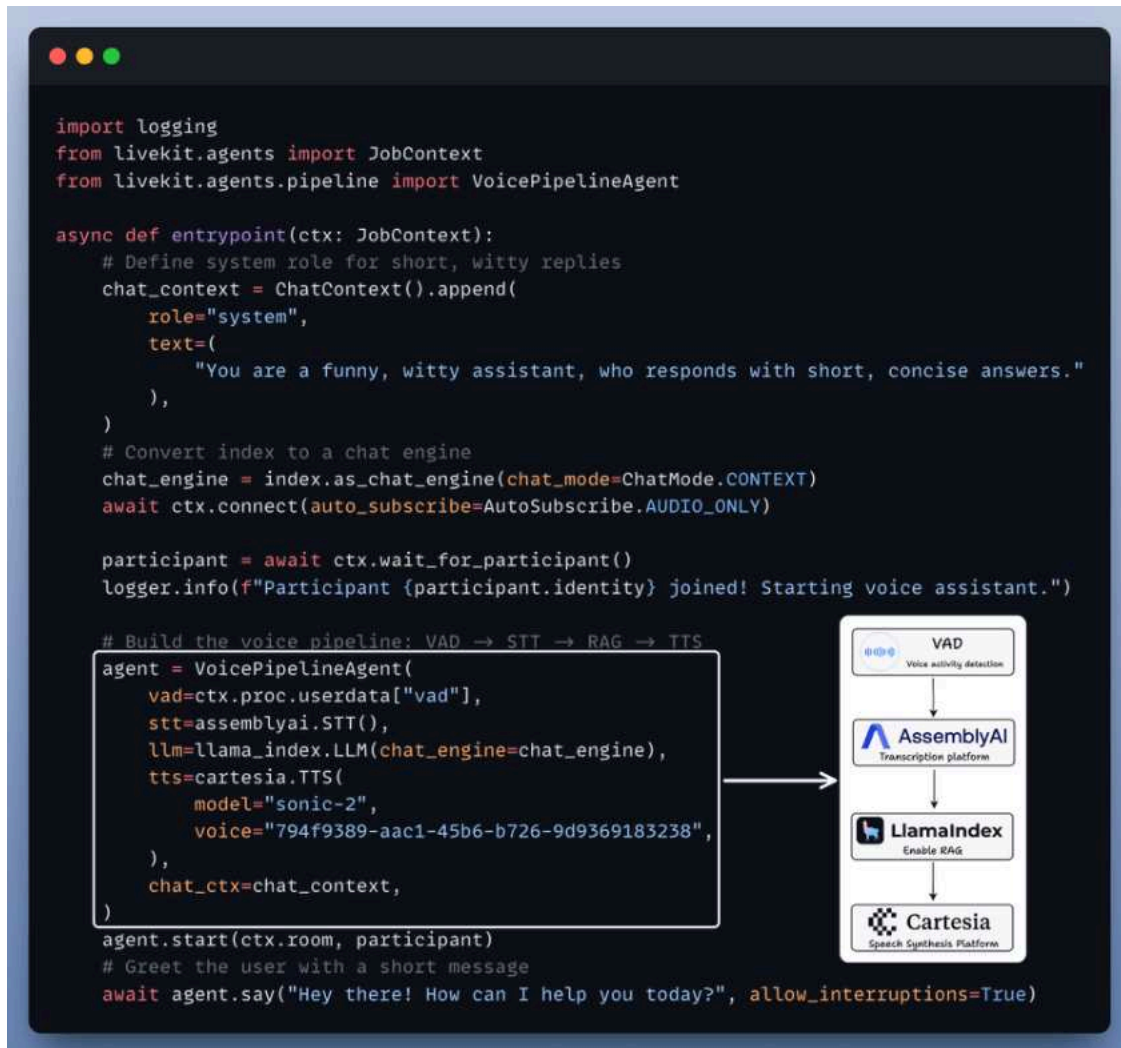 import logging
from livekit.agents import JobContext
from livekit.agents.pipeline import VoicePipelineAgent
async def entrypoint(ctx: JobContext):
    # Define system role for short, witty replies
    chat_context = ChatContext().append(
        role="system",
        text=(
            "You are a funny, witty assistant, who responds with short, concise answers."
        ),
    )
    # Convert index to a chat engine
    chat_engine = index.as_chat_engine(chat_mode=ChatMode.CONTEXT)
    await ctx.connect(auto_subscribe=AutoSubscribe.AUDIO_ONLY)
    participant = await ctx.wait_for_participant()
    logger.info(f"Participant {participant.identity} joined! Starting voice assistant.")
    # Build the voice pipeline: VAD → STT → RAG → TTS
    agent = VoicePipelineAgent(
        vad=ctx.proc.userdata["vad"],
        stt=assemblyai.STT(),
        llm=llama_index.LLM(chat_engine=chat_engine),
        tts=cartesia.TTS(
            model="sonic-2",
            voice="794f9389-aac1-45b6-b726-9d9369183238",
        ),
        chat_ctx=chat_context,
    )
    agent.start(ctx.room, participant)
    # Greet the user with a short message
    await agent.say("Hey there! How can I help you today?", allow_interruptions=True)
VAD
Voice activity detection
AssemblyAI
Transcription platform
LlamaIndex
Enable RAG
Cartesia
Speech Synthesis Platform